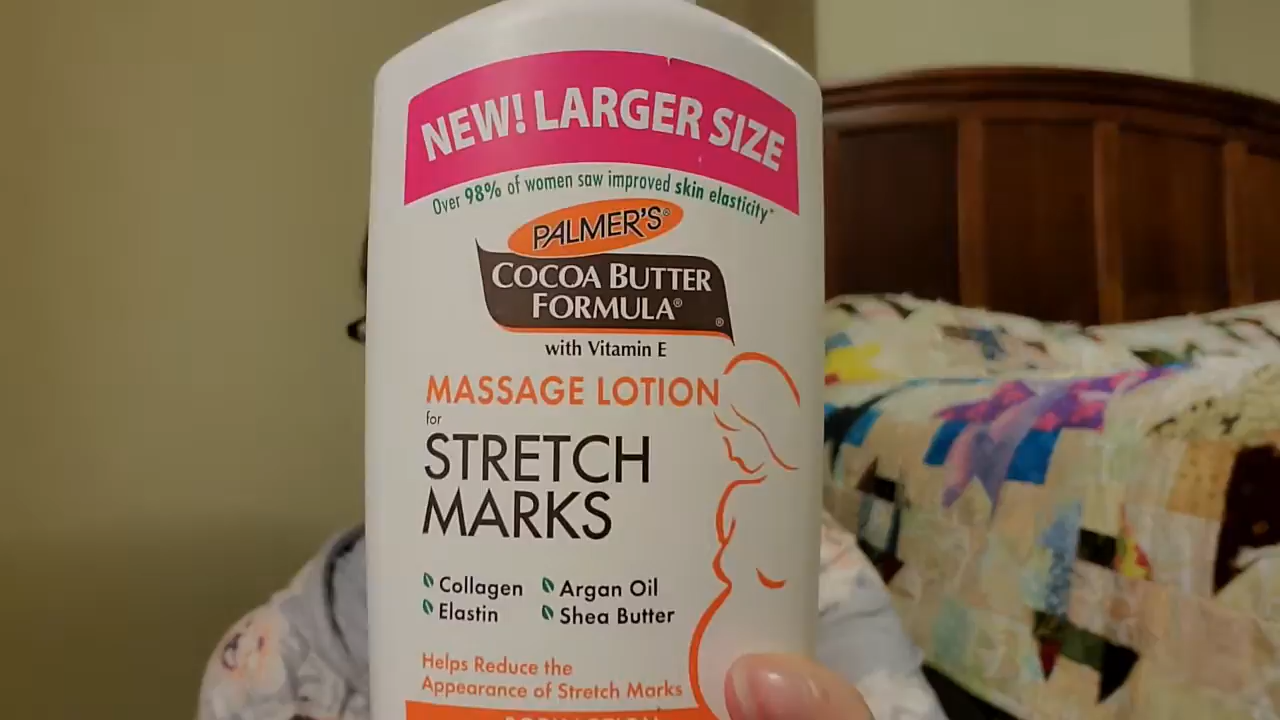 NEW! LARGER SIZE
Over 98% of women saw improved skin elasticity*
PALMER'S®
COCOA BUTTER
FORMULA®
®
with Vitamin E
MASSAGE LOTION
for
STRETCH
MARKS
Collagen Argan Oil
Elastin Shea Butter
Helps Reduce the
Appearance of Stretch Marks